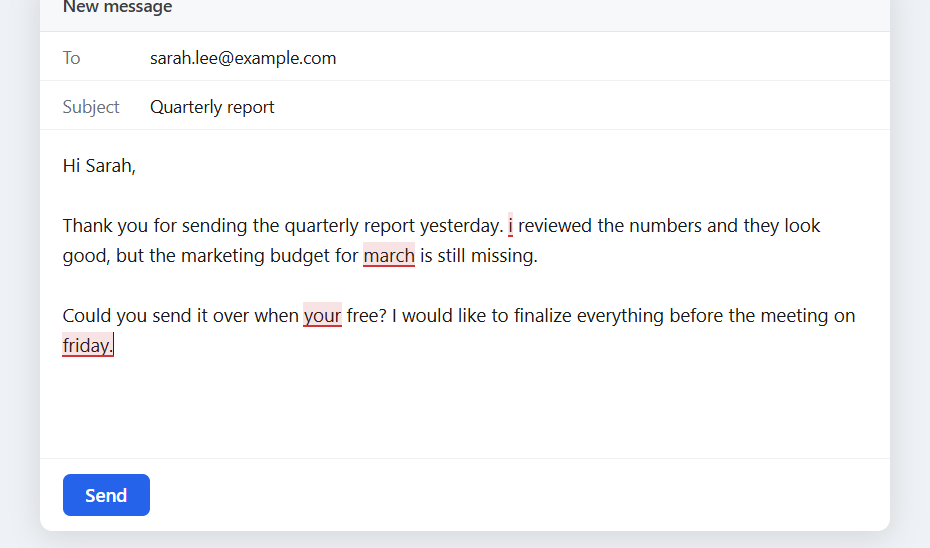 New message
To sarah.lee@example.com
Subject Quarterly report
Hi Sarah,
Thank you for sending the quarterly report yesterday. i reviewed the numbers and they look
good, but the marketing budget for march is still missing.
Could you send it over when your free? I would like to finalize everything before the meeting on
friday.
Send